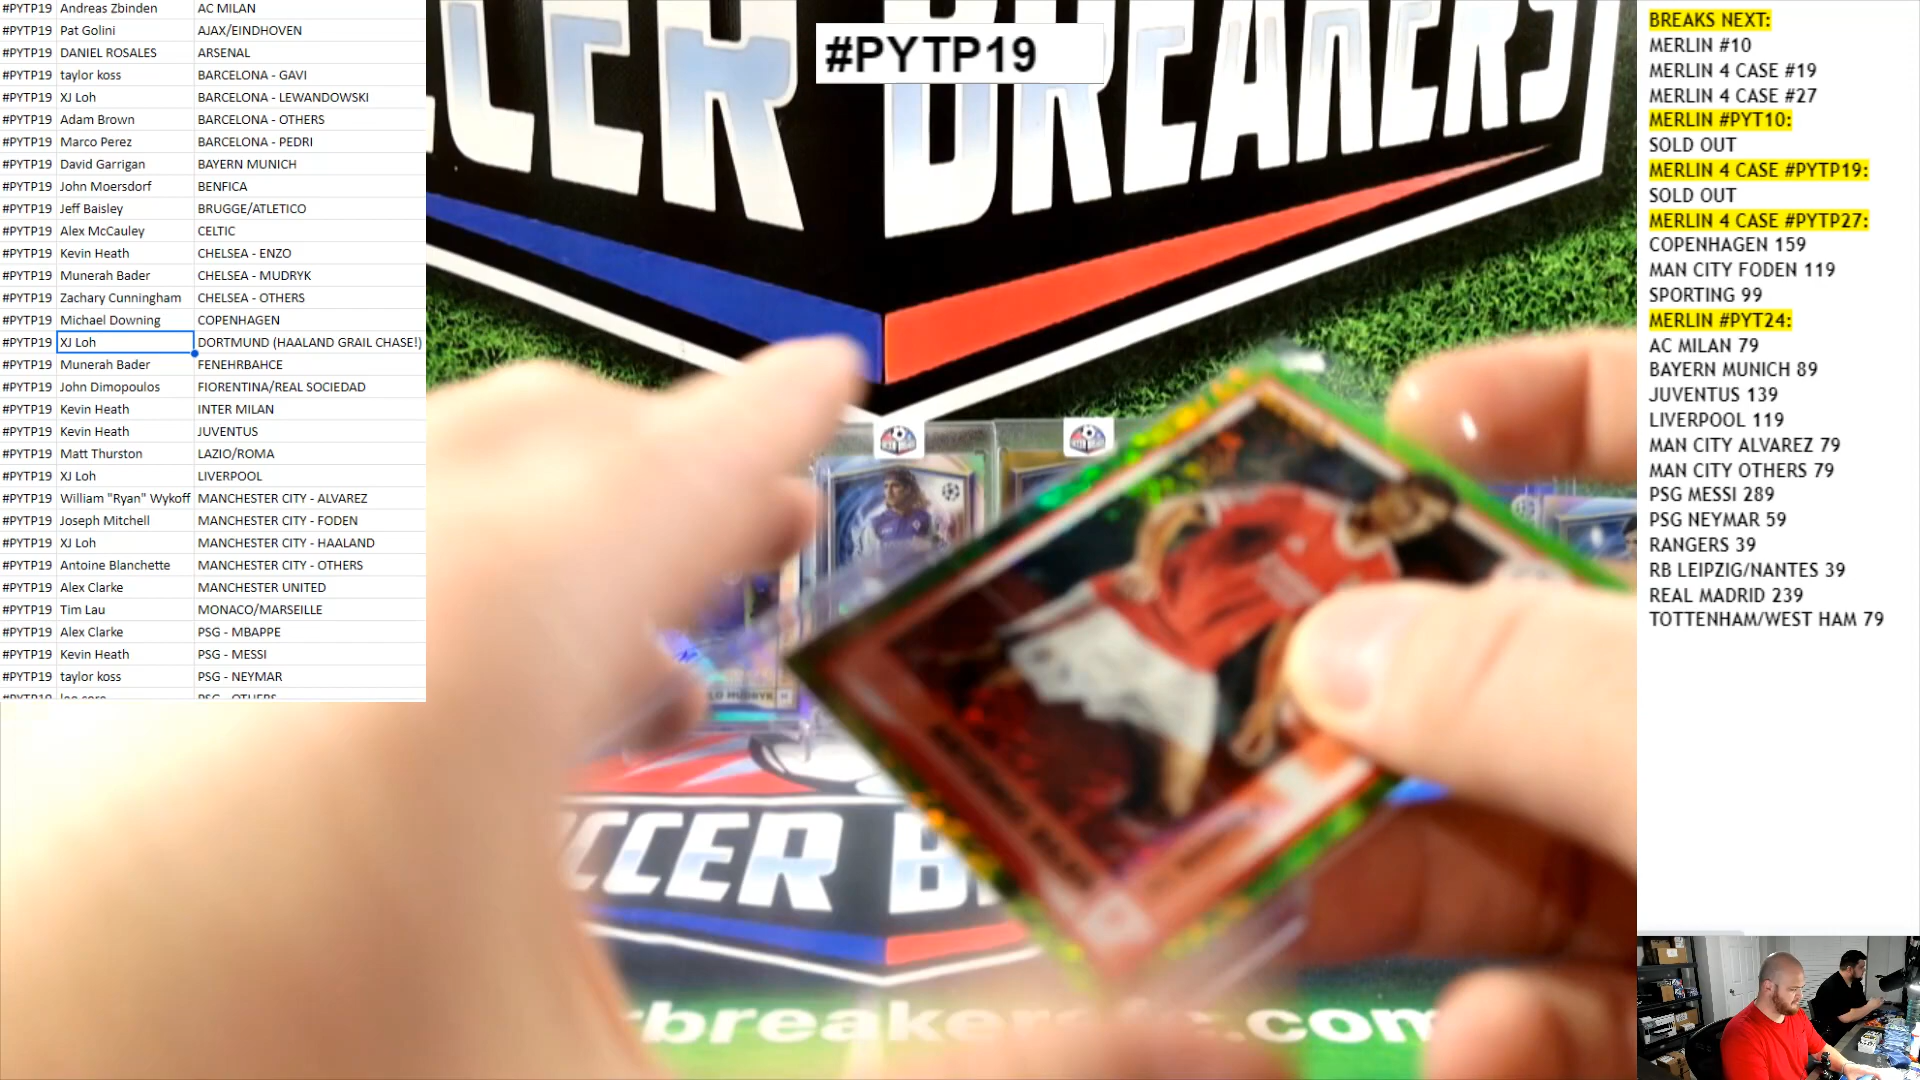 #PYTP19 Andreas Zbinden AC MILAN
#PYTP19 Pat Golini AJAX/EINDHOVEN
#PYTP19 DANIEL ROSALES ARSENAL
#PYTP19 taylor koss BARCELONA - GAVI
#PYTP19 XJ Loh BARCELONA - LEWANDOWSKI
#PYTP19 Adam Brown BARCELONA - OTHERS
#PYTP19 Marco Perez BARCELONA - PEDRI
#PYTP19 David Garrigan BAYERN MUNICH
#PYTP19 John Moersdorf BENFICA
#PYTP19 Jeff Baisley BRUGGE/ATLETICO
#PYTP19 Alex McCauley CELTIC
#PYTP19 Kevin Heath CHELSEA - ENZO
#PYTP19 Munerah Bader CHELSEA - MUDRYK
#PYTP19 Zachary Cunningham CHELSEA - OTHERS
#PYTP19 Michael Downing COPENHAGEN
#PYTP19 XJ Loh DORTMUND (HAALAND GRAIL CHASE!)
#PYTP19 Munerah Bader FENEHRBAHCE
#PYTP19 John Dimopoulos FIORENTINA/REAL SOCIEDAD
#PYTP19 Kevin Heath INTER MILAN
#PYTP19 Kevin Heath JUVENTUS
#PYTP19 Matt Thurston LAZIO/ROMA
#PYTP19 XJ Loh LIVERPOOL
#PYTP19 William "Ryan" Wykoff MANCHESTER CITY - ALVAREZ
#PYTP19 Joseph Mitchell MANCHESTER CITY - FODEN
#PYTP19 XJ Loh MANCHESTER CITY - HAALAND
#PYTP19 Antoine Blanchette MANCHESTER CITY - OTHERS
#PYTP19 Alex Clarke MANCHESTER UNITED
#PYTP19 Tim Lau MONACO/MARSEILLE
#PYTP19 Alex Clarke PSG - MBAPPE
#PYTP19 Kevin Heath PSG - MESSI
#PYTP19 taylor koss PSG - NEYMAR
#PYTP19
CCER BREAKERS
CCER B
rbreaker
.com
BREAKS NEXT:
MERLIN #10
MERLIN 4 CASE #19
MERLIN 4 CASE #27
MERLIN #PYT10:
SOLD OUT
MERLIN 4 CASE #PYTP19:
SOLD OUT
MERLIN 4 CASE #PYTP27:
COPENHAGEN 159
MAN CITY FODEN 119
SPORTING 99
MERLIN #PYT24:
AC MILAN 79
BAYERN MUNICH 89
JUVENTUS 139
LIVERPOOL 119
MAN CITY ALVAREZ 79
MAN CITY OTHERS 79
PSG MESSI 289
PSG NEYMAR 59
RANGERS 39
RB LEIPZIG/NANTES 39
REAL MADRID 239
TOTTENHAM/WEST HAM 79